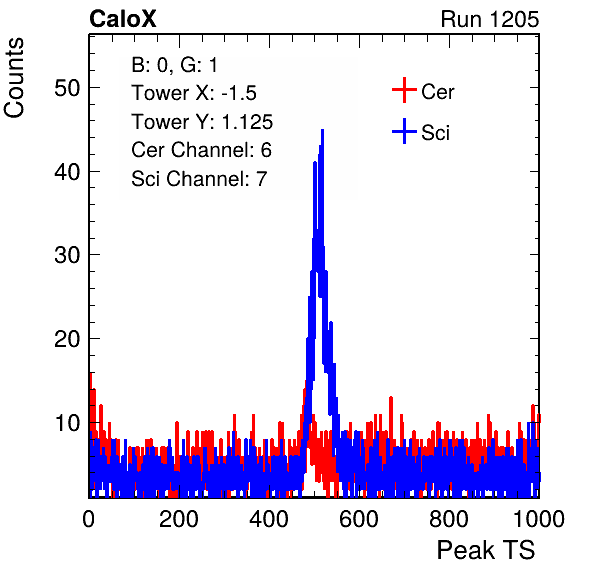 CaloX Run 1205
Counts
B: 0, G: 1
Tower X: -1.5
Tower Y: 1.125
Cer Channel: 6
Sci Channel: 7
Cer
Sci
50
40
30
20
10
0 200 400 600 800 1000
Peak TS